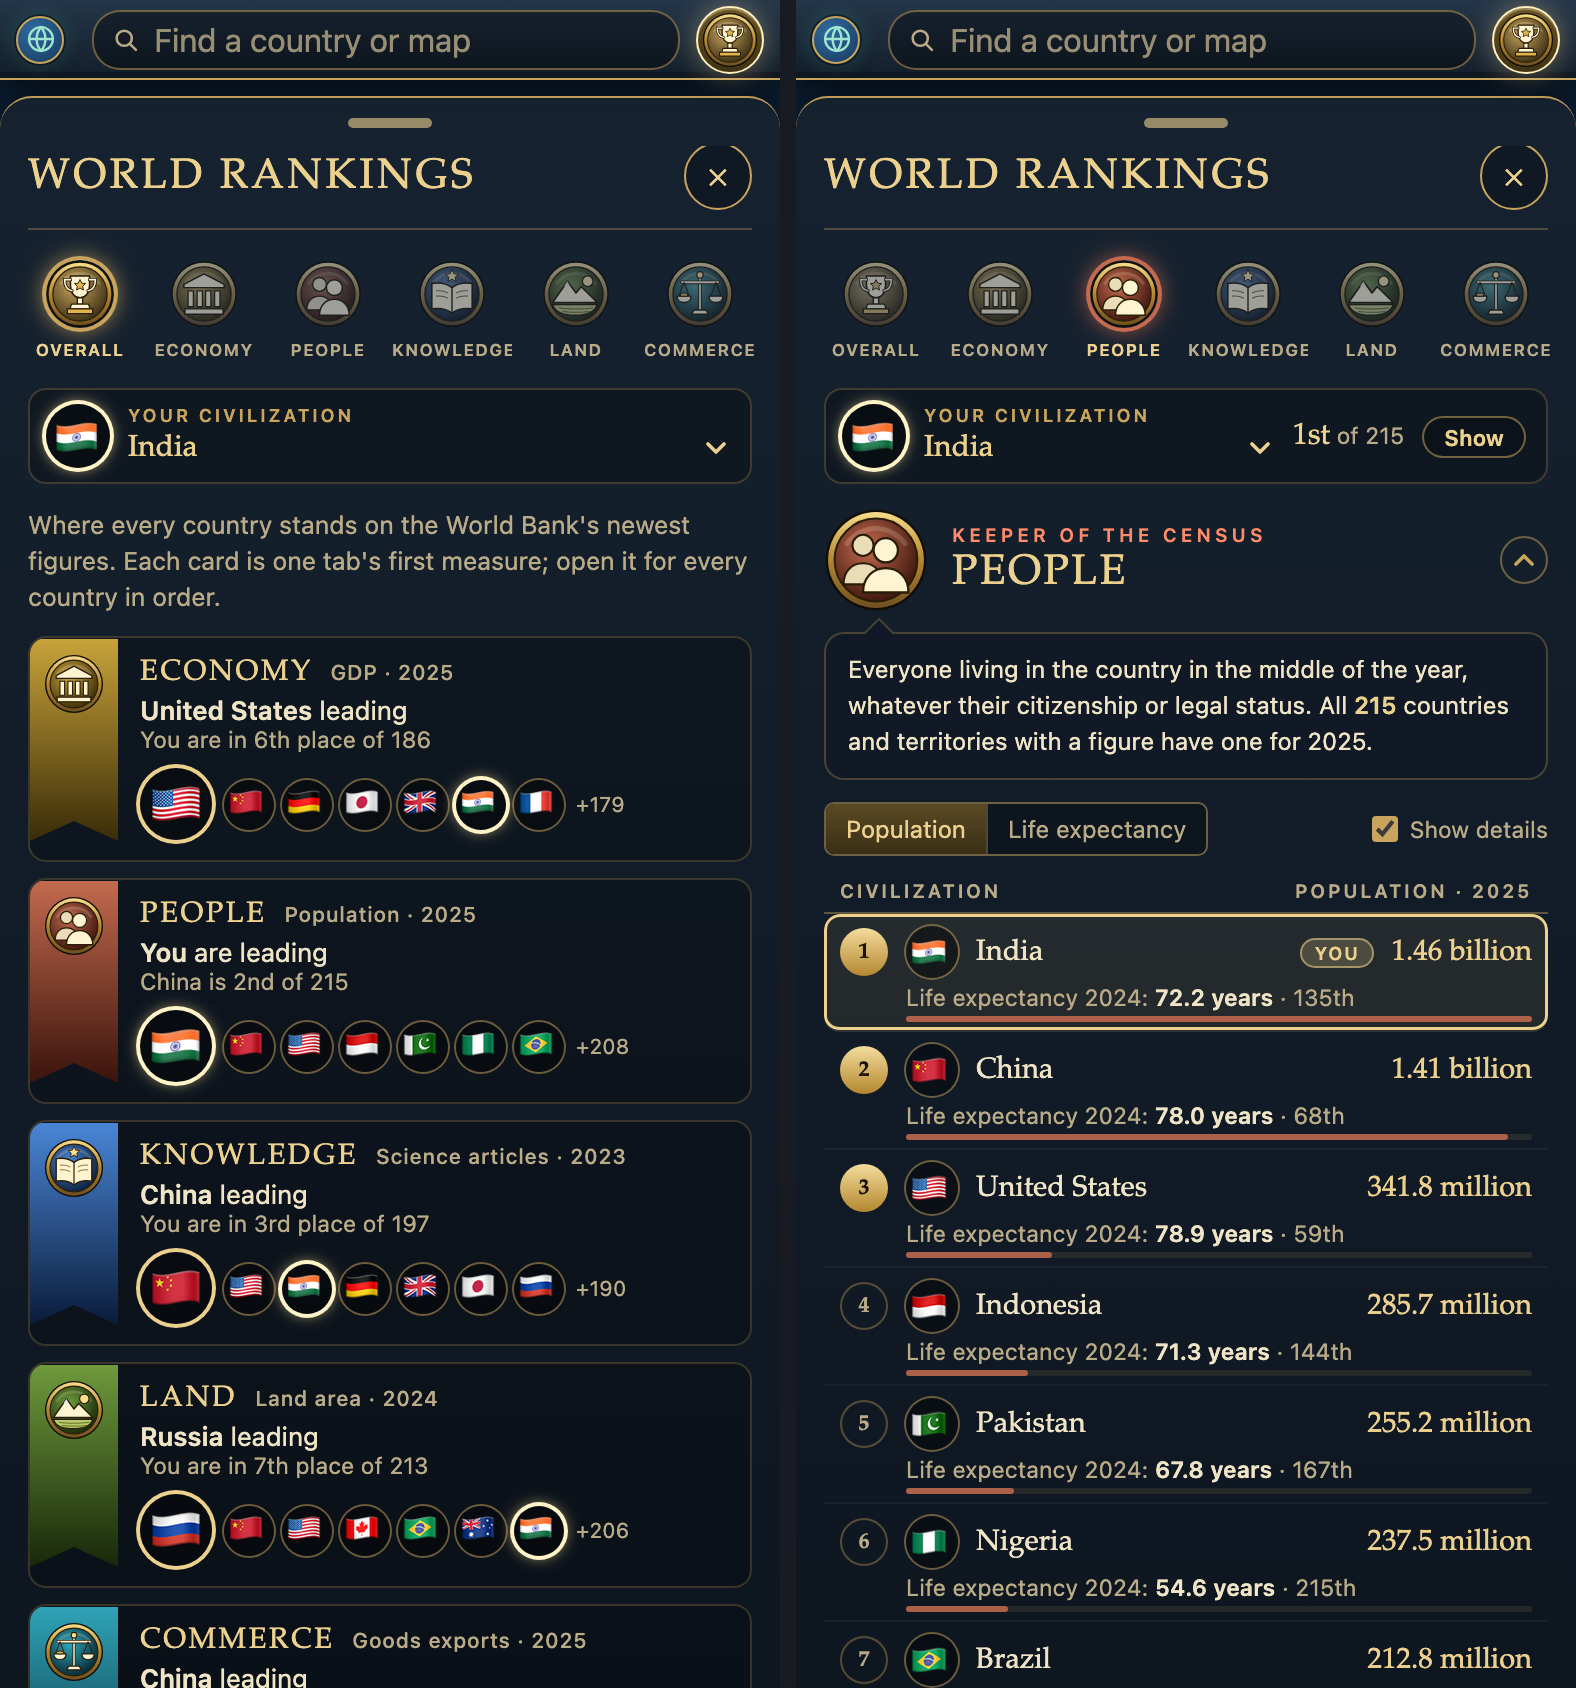 Find a country or map
WORLD RANKINGS
OVERALL
ECONOMY
PEOPLE
KNOWLEDGE
LAND
COMMERCE
YOUR CIVILIZATION
India
Where every country stands on the World Bank's newest
figures. Each card is one tab's first measure; open it for every
country in order.
ECONOMY GDP · 2025
United States leading
You are in 6th place of 186
+179
PEOPLE Population · 2025
You are leading
China is 2nd of 215
+208
KNOWLEDGE Science articles · 2023
China leading
You are in 3rd place of 197
+190
LAND Land area · 2024
Russia leading
You are in 7th place of 213
+206
COMMERCE Goods exports · 2025
China leading
Find a country or map
WORLD RANKINGS
OVERALL
ECONOMY
PEOPLE
KNOWLEDGE
LAND
COMMERCE
YOUR CIVILIZATION
India
1st of 215
Show
KEEPER OF THE CENSUS
PEOPLE
Everyone living in the country in the middle of the year,
whatever their citizenship or legal status. All 215 countries
and territories with a figure have one for 2025.
Population
Life expectancy
Show details
CIVILIZATION
POPULATION · 2025
1 India YOU 1.46 billion
Life expectancy 2024: 72.2 years · 135th
2 China 1.41 billion
Life expectancy 2024: 78.0 years · 68th
3 United States 341.8 million
Life expectancy 2024: 78.9 years · 59th
4 Indonesia 285.7 million
Life expectancy 2024: 71.3 years · 144th
5 Pakistan 255.2 million
Life expectancy 2024: 67.8 years · 167th
6 Nigeria 237.5 million
Life expectancy 2024: 54.6 years · 215th
7 Brazil 212.8 million